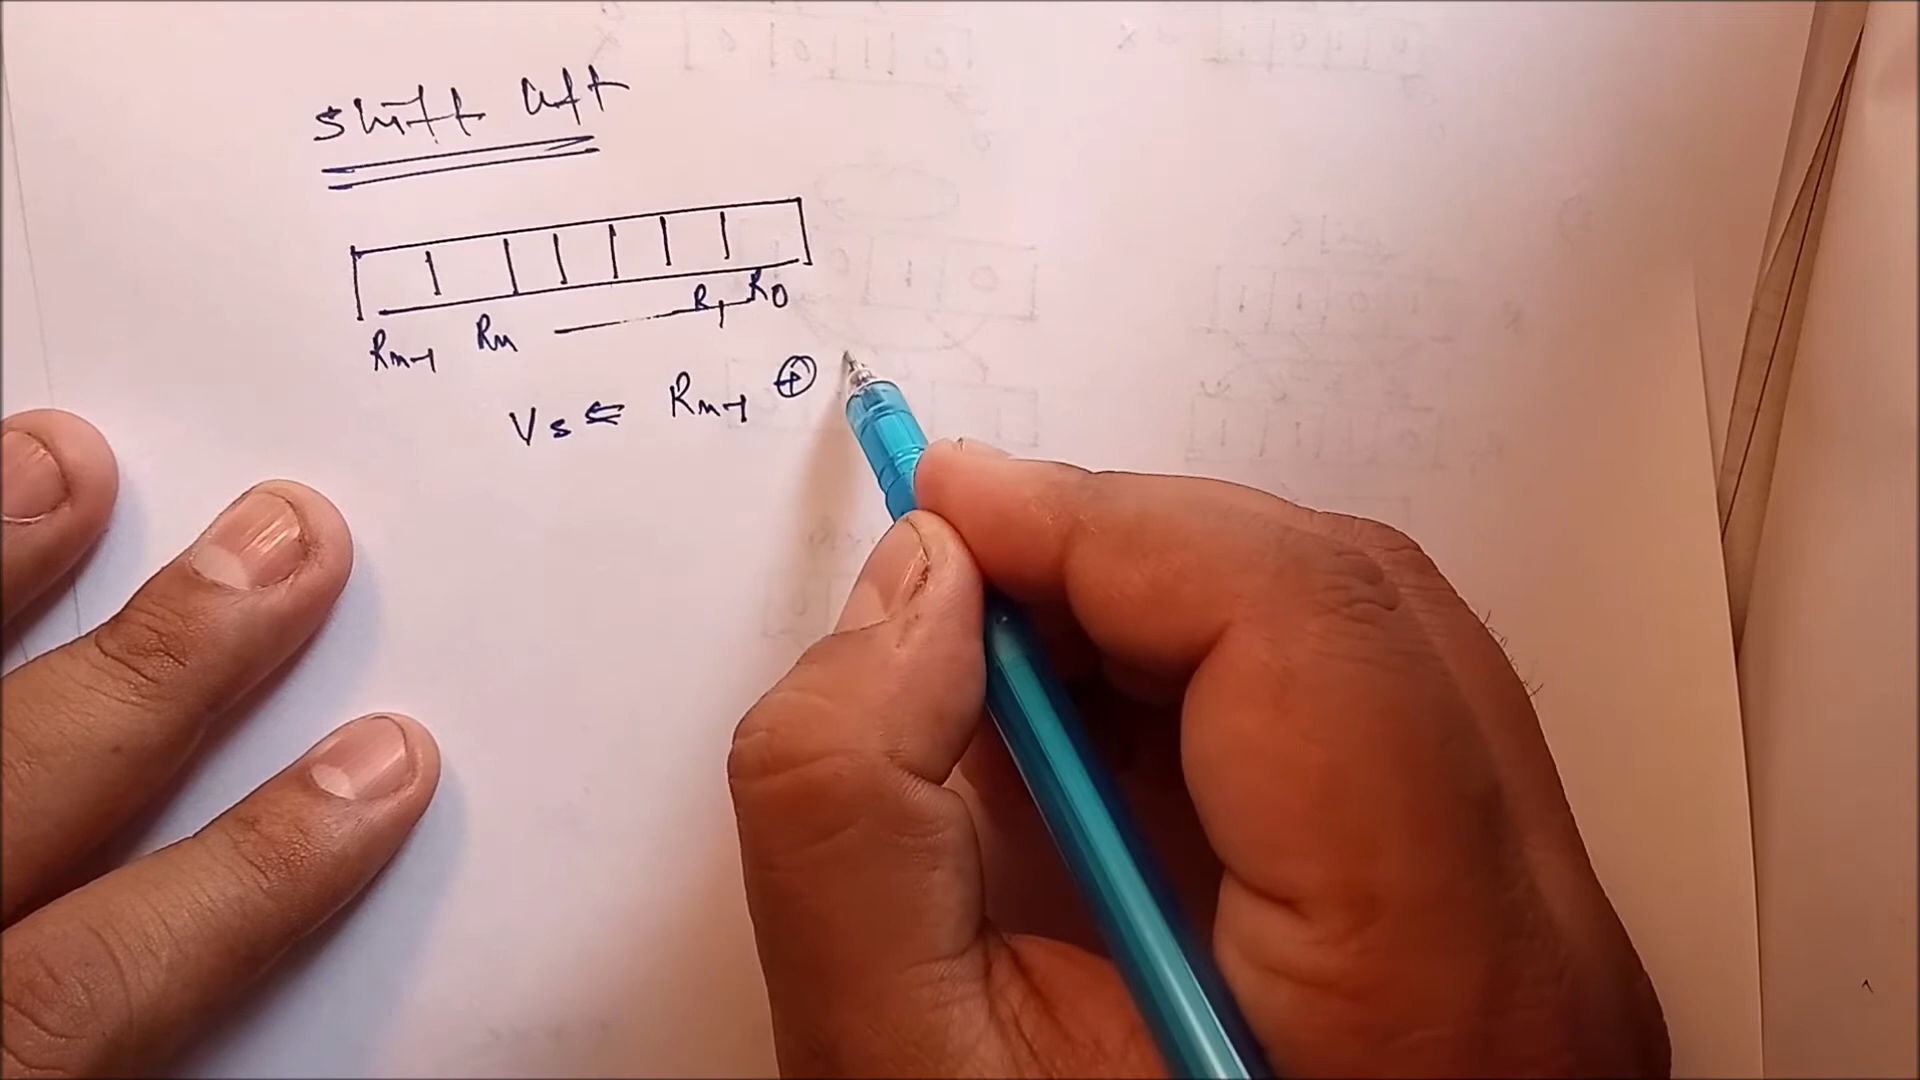 shift left
R₁ R₀
Rn-1 Rn
Vs ⇐ Rn-1 ⊕